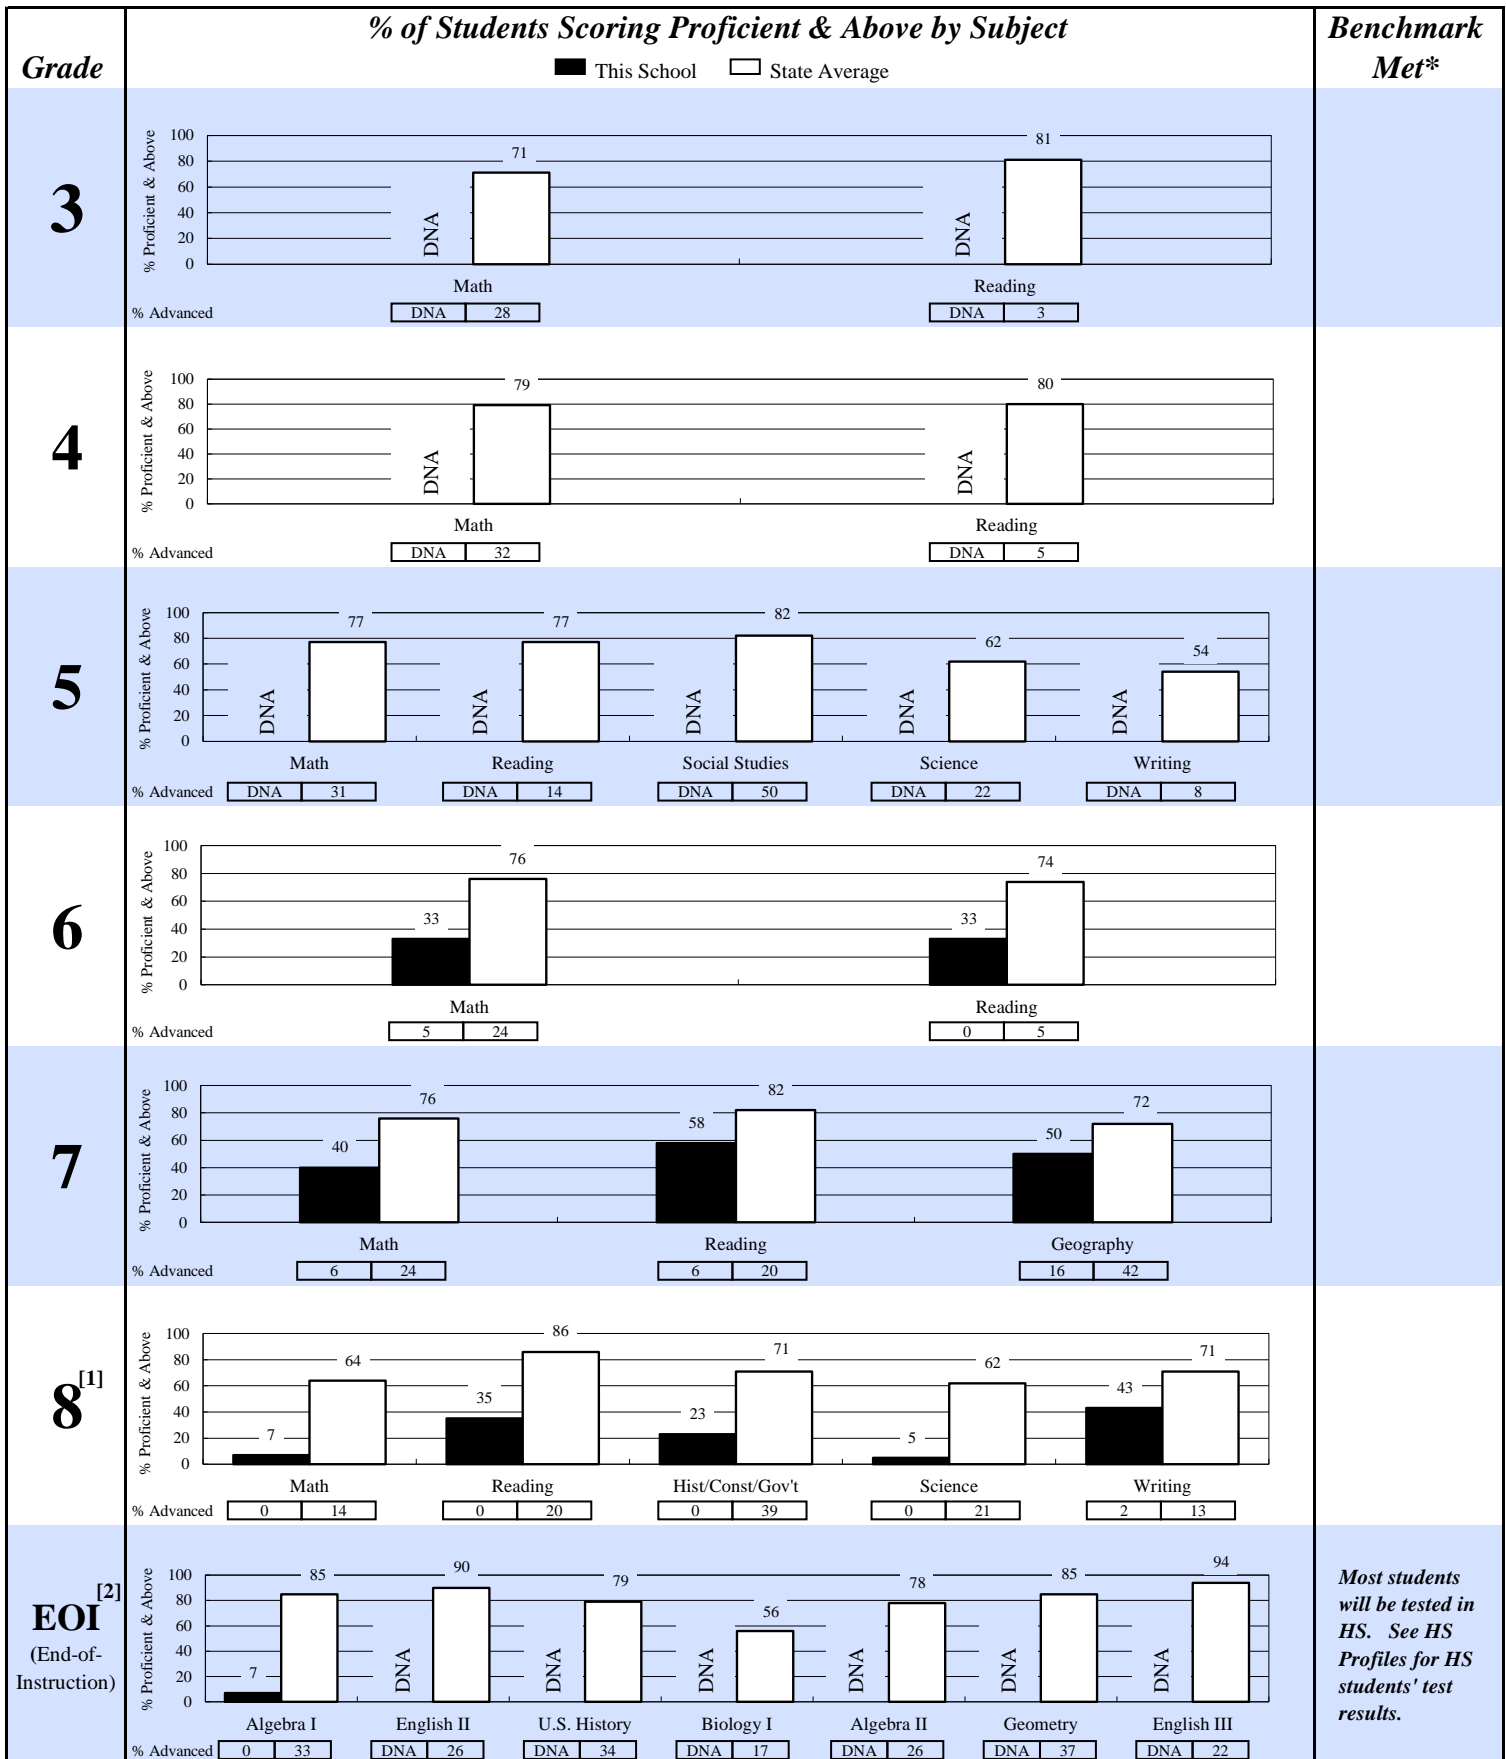 % of Students Scoring Proficient & Above by Subject
Benchmark Met*
Grade
This School State Average
3
% Proficient & Above
100
80
60
40
20
0
DNA 71
DNA 81
Math Reading
% Advanced DNA 28 DNA 3
4
% Proficient & Above
100
80
60
40
20
0
DNA 79
DNA 80
Math Reading
% Advanced DNA 32 DNA 5
5
% Proficient & Above
100
80
60
40
20
0
DNA 77
DNA 77
DNA 82
DNA 62
DNA 54
Math Reading Social Studies Science Writing
% Advanced DNA 31 DNA 14 DNA 50 DNA 22 DNA 8
6
% Proficient & Above
100
80
60
40
20
0
33 76
33 74
Math Reading
% Advanced 5 24 0 5
7
% Proficient & Above
100
80
60
40
20
0
40 76
58 82
50 72
Math Reading Geography
% Advanced 6 24 6 20 16 42
8[1]
% Proficient & Above
100
80
60
40
20
0
7 64
35 86
23 71
5 62
43 71
Math Reading Hist/Const/Gov't Science Writing
% Advanced 0 14 0 20 0 39 0 21 2 13
EOI[2]
(End-of-
Instruction)
% Proficient & Above
100
80
60
40
20
0
7 85
DNA 90
DNA 79
DNA 56
DNA 78
DNA 85
DNA 94
Algebra I English II U.S. History Biology I Algebra II Geometry English III
% Advanced 0 33 DNA 26 DNA 34 DNA 17 DNA 26 DNA 37 DNA 22
Most students
will be tested in
HS. See HS
Profiles for HS
students' test
results.